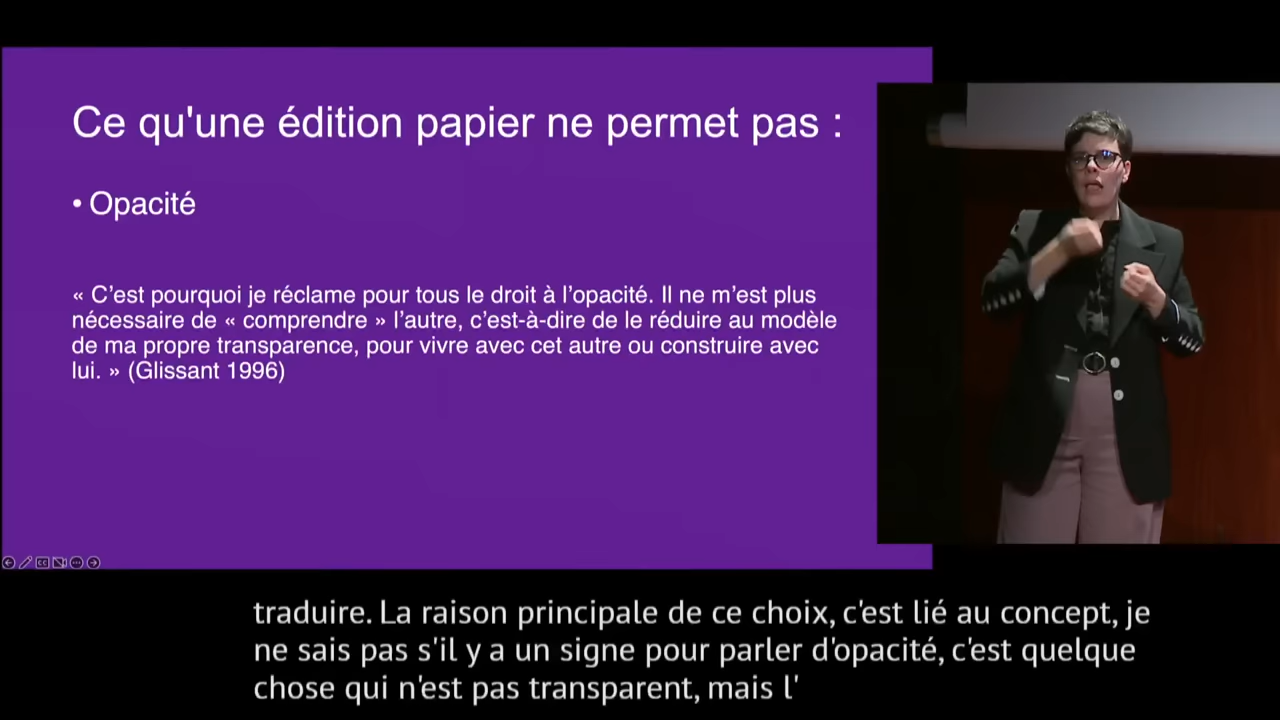 Ce qu'une édition papier ne permet pas :
• Opacité
« C’est pourquoi je réclame pour tous le droit à l’opacité. Il ne m’est plus
nécessaire de « comprendre » l’autre, c’est-à-dire de le réduire au modèle
de ma propre transparence, pour vivre avec cet autre ou construire avec
lui. » (Glissant 1996)
traduire. La raison principale de ce choix, c'est lié au concept, je
ne sais pas s'il y a un signe pour parler d'opacité, c'est quelque
chose qui n'est pas transparent, mais l'